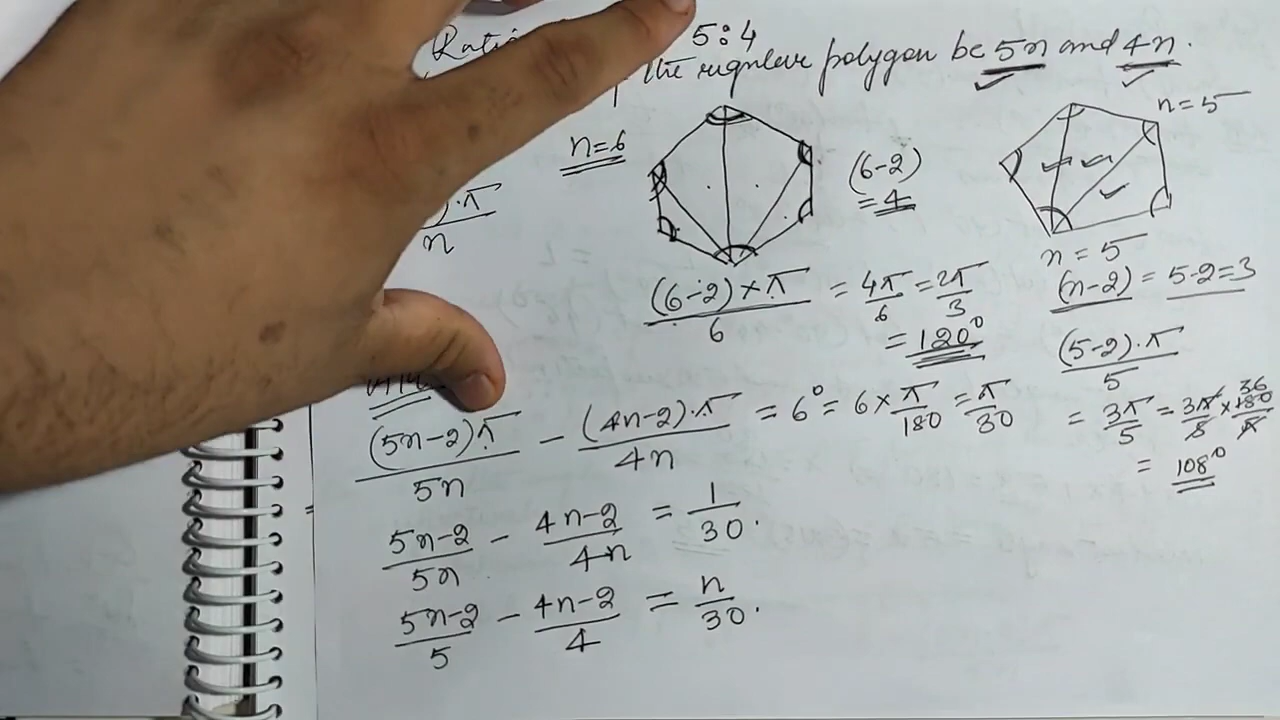 5:4
the regular polygon be 5n and 4n.
n=6
n=5
(6-2)
=4
·π
n
n=5
(n-2) = 5-2=3
(6-2)×π/6 = 4π/6 = 2π/3
= 120°
(5-2)·π/5
= 3π/5 = 3π/5 × 180 36
= 108°
(5n-2)π/5n - (4n-2)·π/4n = 6° = 6×π/180 = π/30
5n-2/5n - 4n-2/4n = 1/30.
5n-2/5 - 4n-2/4 = n/30.